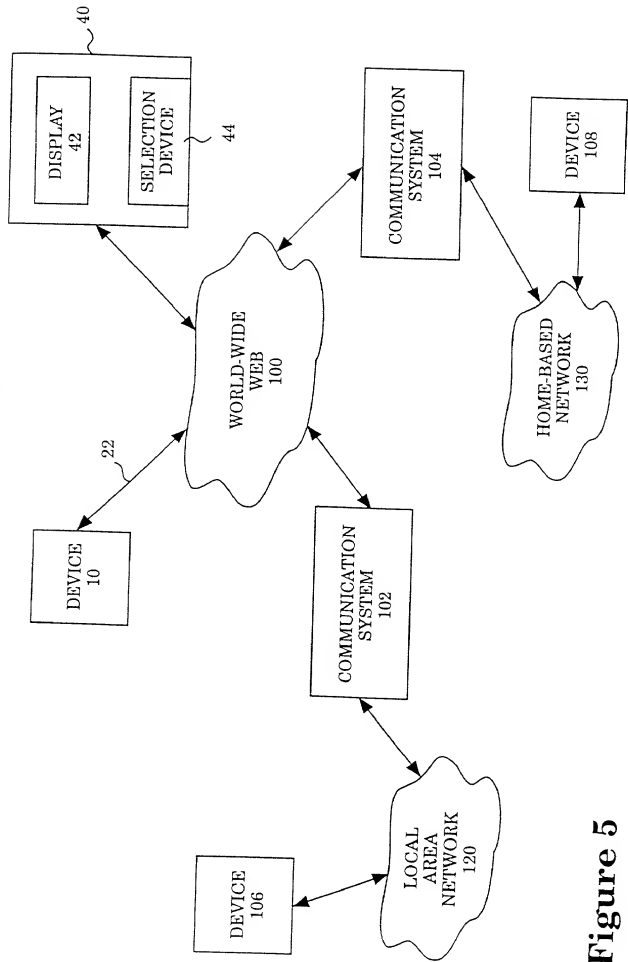 DEVICE
106
LOCAL
AREA
NETWORK
120
COMMUNICATION
SYSTEM
102
DEVICE
10
22
WORLD-WIDE
WEB
100
40
DISPLAY
42
SELECTION
DEVICE
44
COMMUNICATION
SYSTEM
104
HOME-BASED
NETWORK
130
DEVICE
108
Figure 5